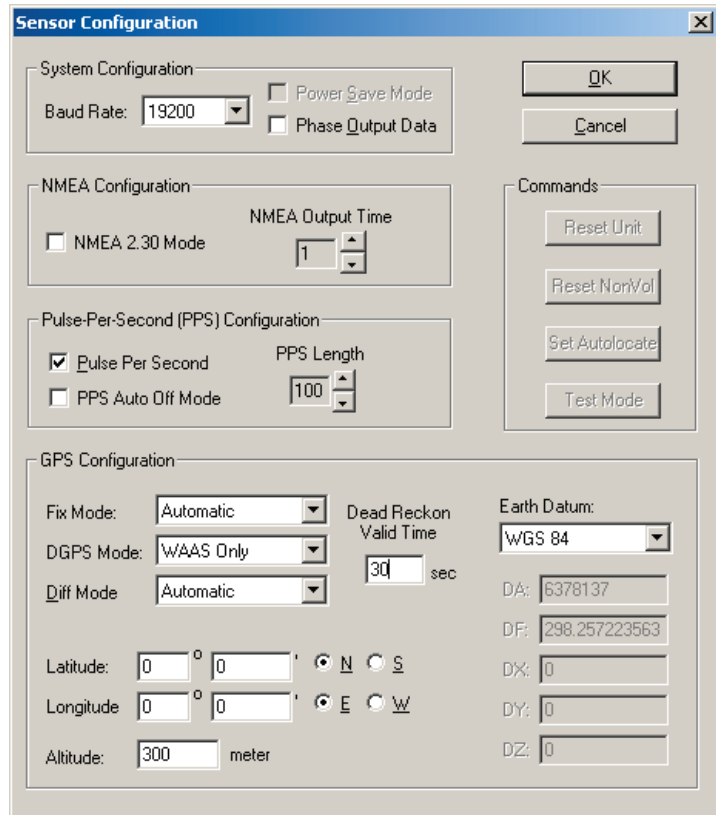 Sensor Configuration
System Configuration
Baud Rate: 19200
Power Save Mode
Phase Output Data
OK
Cancel
NMEA Configuration
NMEA 2.30 Mode
NMEA Output Time
1
Commands
Reset Unit
Reset NonVol
Set Autolocate
Test Mode
Pulse-Per-Second (PPS) Configuration
Pulse Per Second
PPS Auto Off Mode
PPS Length
100
GPS Configuration
Fix Mode: Automatic
DGPS Mode: WAAS Only
Diff Mode Automatic
Dead Reckon
Valid Time
30 sec
Earth Datum:
WGS 84
DA: 6378137
DF: 298.257223563
DX: 0
DY: 0
DZ: 0
Latitude: 0 º 0 ' N S
Longitude 0 º 0 ' E W
Altitude: 300 meter